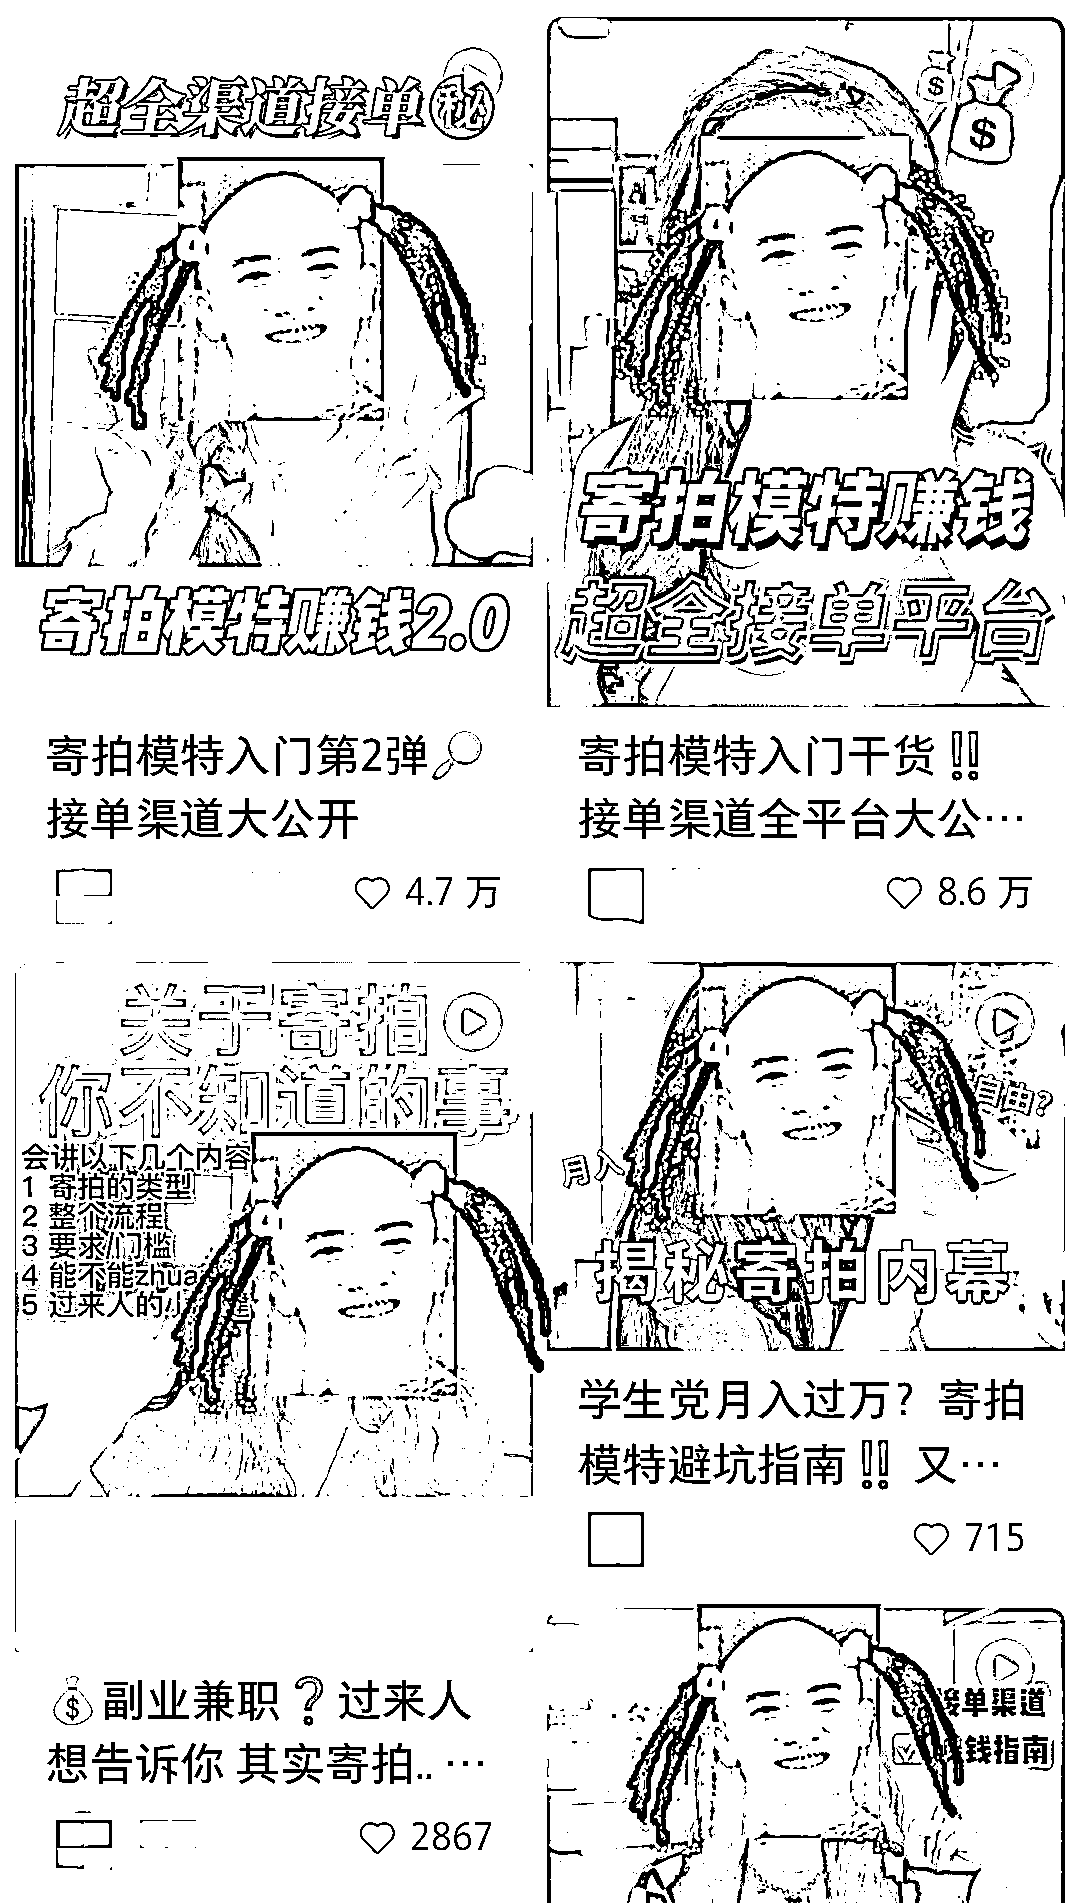 超全渠道接单㊙
寄拍模特赚钱2.0
寄拍模特入门第2弹🔎
接单渠道大公开
4.7 万
寄拍模特赚钱
超全接单平台
寄拍模特入门干货‼️
接单渠道全平台大公…
8.6 万
关于寄拍
你不知道的事
会讲以下几个内容
1 寄拍的类型
2 整个流程
3 要求/门槛
4 能不能zhua
5 过来人的小
💰副业兼职❓过来人
想告诉你 其实寄拍.. …
2867
月入
自由?
揭秘寄拍内幕
学生党月入过万？寄拍
模特避坑指南‼️ 又…
715
接单渠道
钱指南